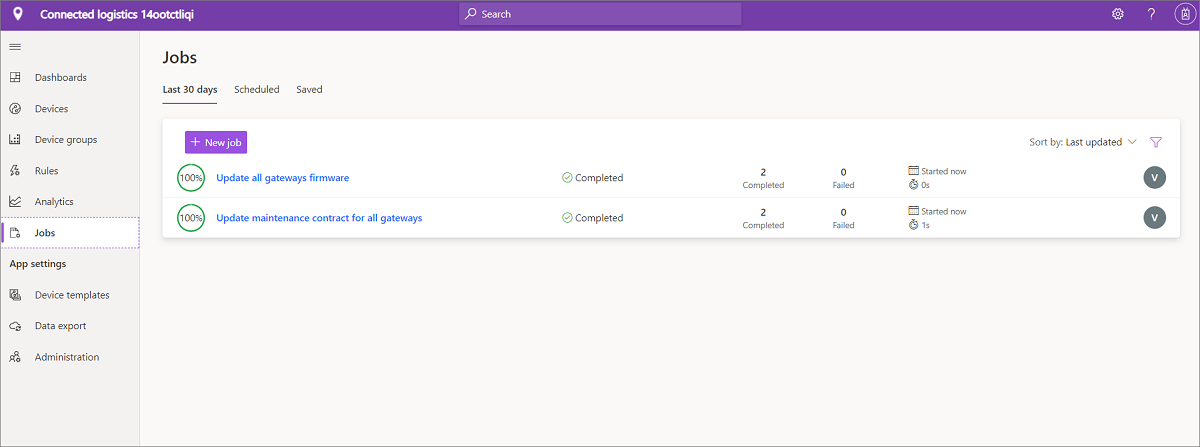 Connected logistics 14ootctliqi
Search
?
Dashboards
Devices
Device groups
Rules
Analytics
Jobs
App settings
Device templates
Data export
Administration
Jobs
Last 30 days Scheduled Saved
+ New job
Sort by: Last updated
100% Update all gateways firmware Completed 2 Completed 0 Failed Started now 0s V
100% Update maintenance contract for all gateways Completed 2 Completed 0 Failed Started now 1s V